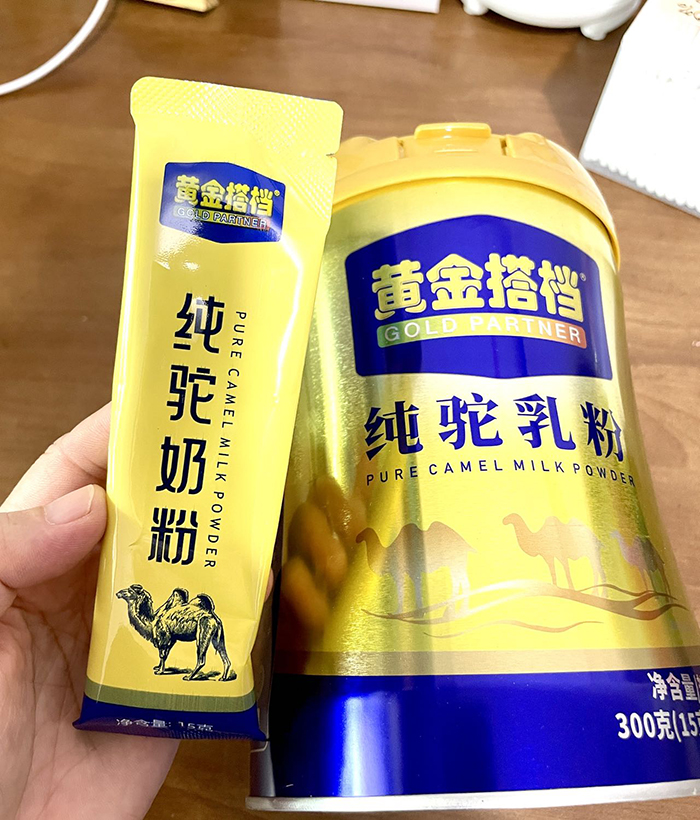 黄金搭档®
GOLD PARTNER
纯驼奶粉
PURE CAMEL MILK POWDER
净含量:15克
黄金搭档®
GOLD PARTNER
纯驼乳粉
PURE CAMEL MILK POWDER
净含量
300克(15